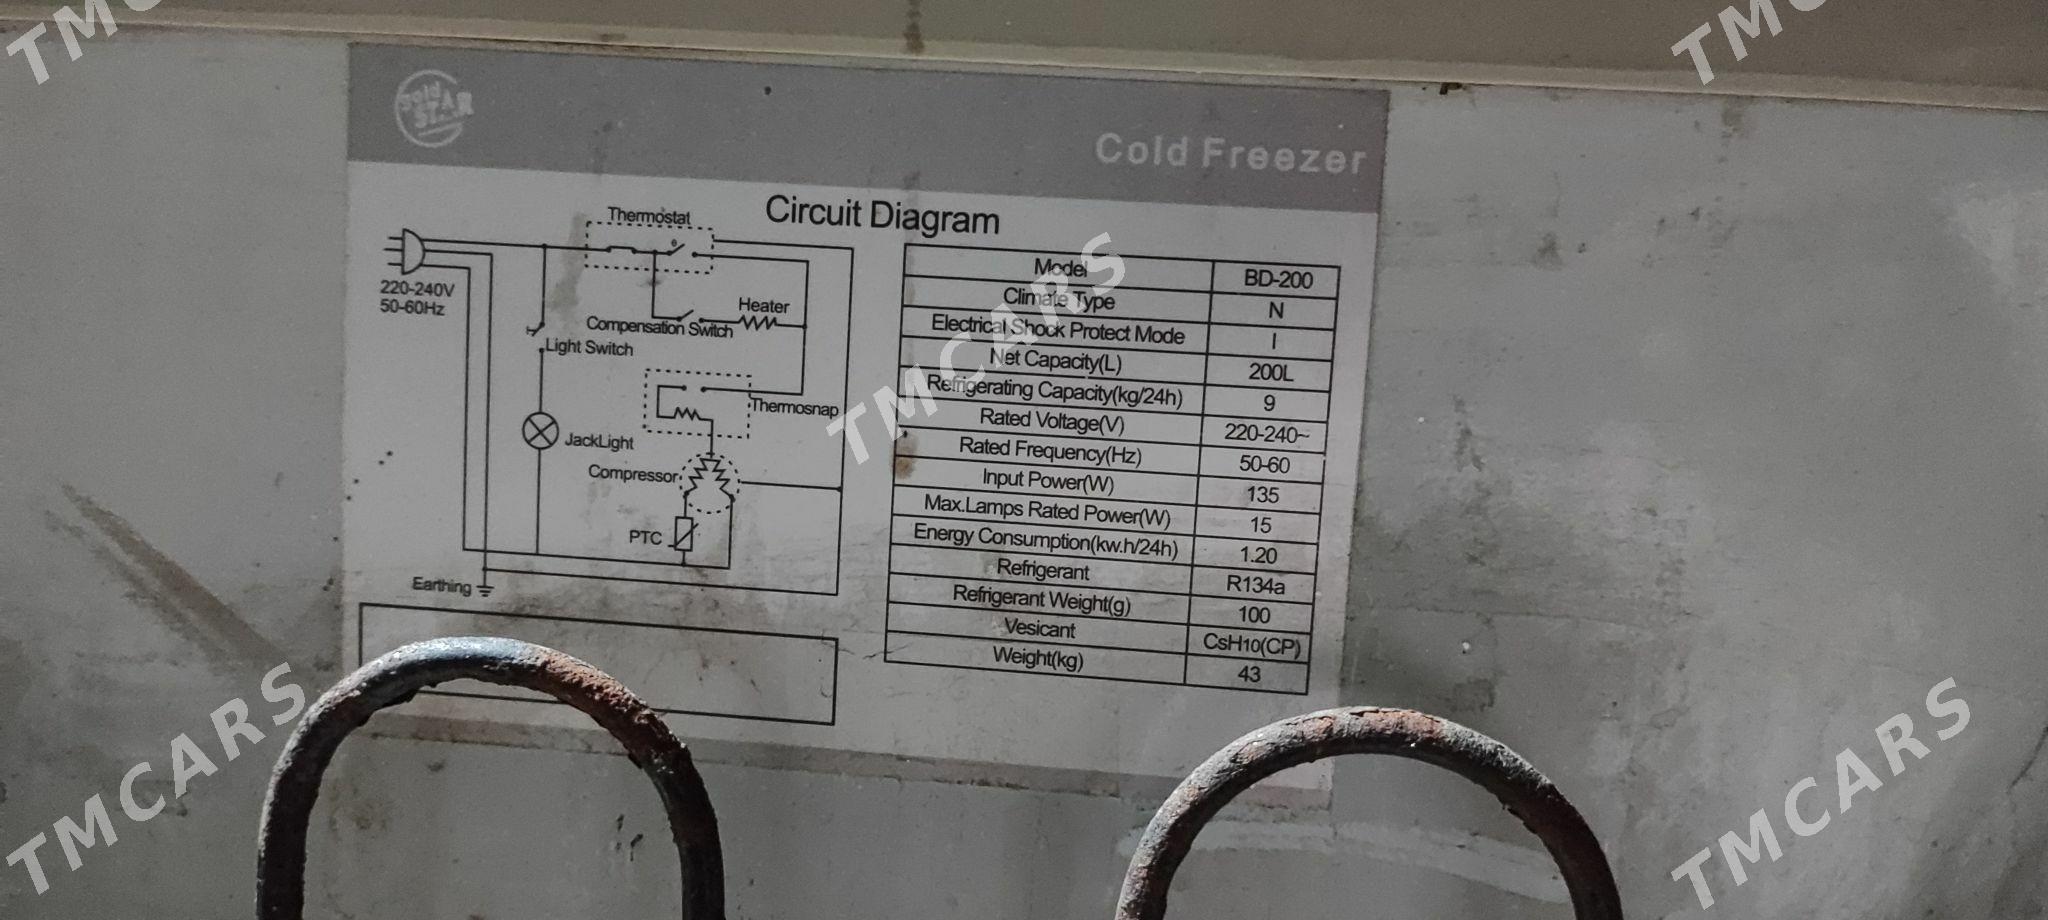 Gold
STAR
Cold Freezer
Circuit Diagram
Thermostat
θ
220-240V
50-60Hz
Heater
Compensation Switch
Light Switch
Thermosnap
JackLight
Compressor
PTC
Earthing
Model BD-200
Climate Type N
Electrical Shock Protect Mode I
Net Capacity(L) 200L
Refrigerating Capacity(kg/24h) 9
Rated Voltage(V) 220-240~
Rated Frequency(Hz) 50-60
Input Power(W) 135
Max.Lamps Rated Power(W) 15
Energy Consumption(kw.h/24h) 1.20
Refrigerant R134a
Refrigerant Weight(g) 100
Vesicant CsH10(CP)
Weight(kg) 43
TMCARS
TMCARS
TMCARS